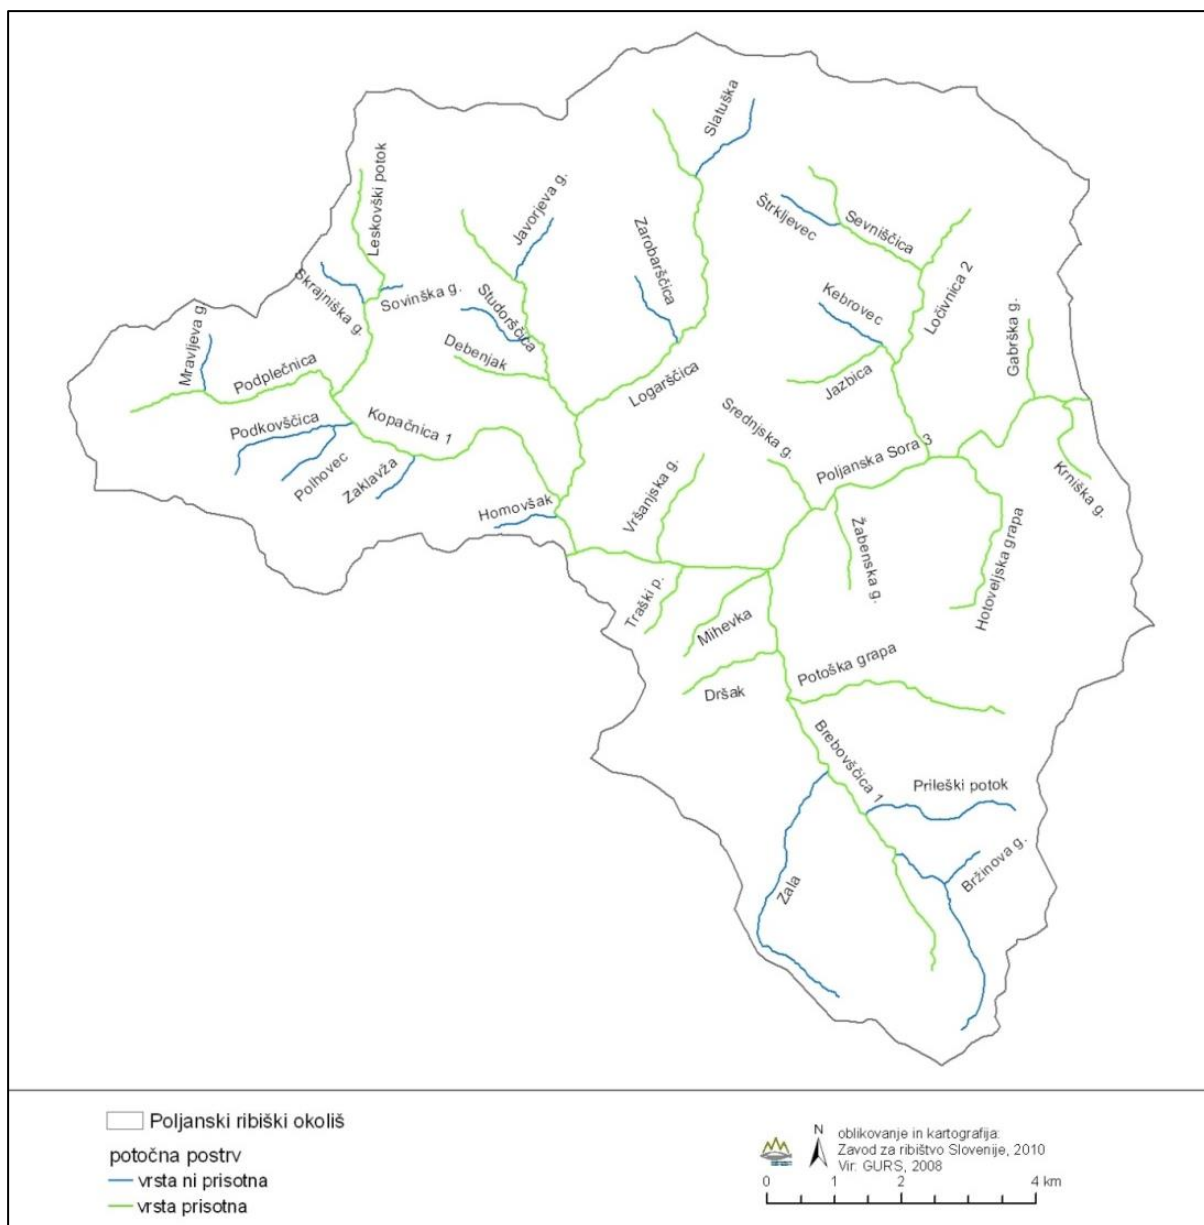 Slatuška
Leskovški potok
Javorjeva g.
Zarobarščica
Štrkljevec
Sevniščica
Skrajniška g.
Sovinška g.
Studorščica
Kebrovec
Ločivnica 2
Gabrška g.
Mravljeva g.
Podplečnica
Debenjak
Logarščica
Jazbica
Podkovščica
Kopačnica 1
Srednjska g.
Polhovec
Zaklavža
Poljanska Sora 3
Krniška g.
Homovšak
Vršanjska g.
Žabenska g.
Hotoveljska grapa
Traški p.
Mihevka
Dršak
Potoška grapa
Brebovščica 1
Prileški potok
Zala
Bržinova g.
Poljanski ribiški okoliš
potočna postrv
vrsta ni prisotna
vrsta prisotna
N
oblikovanje in kartografija:
Zavod za ribištvo Slovenije, 2010
Vir: GURS, 2008
0 1 2 4 km